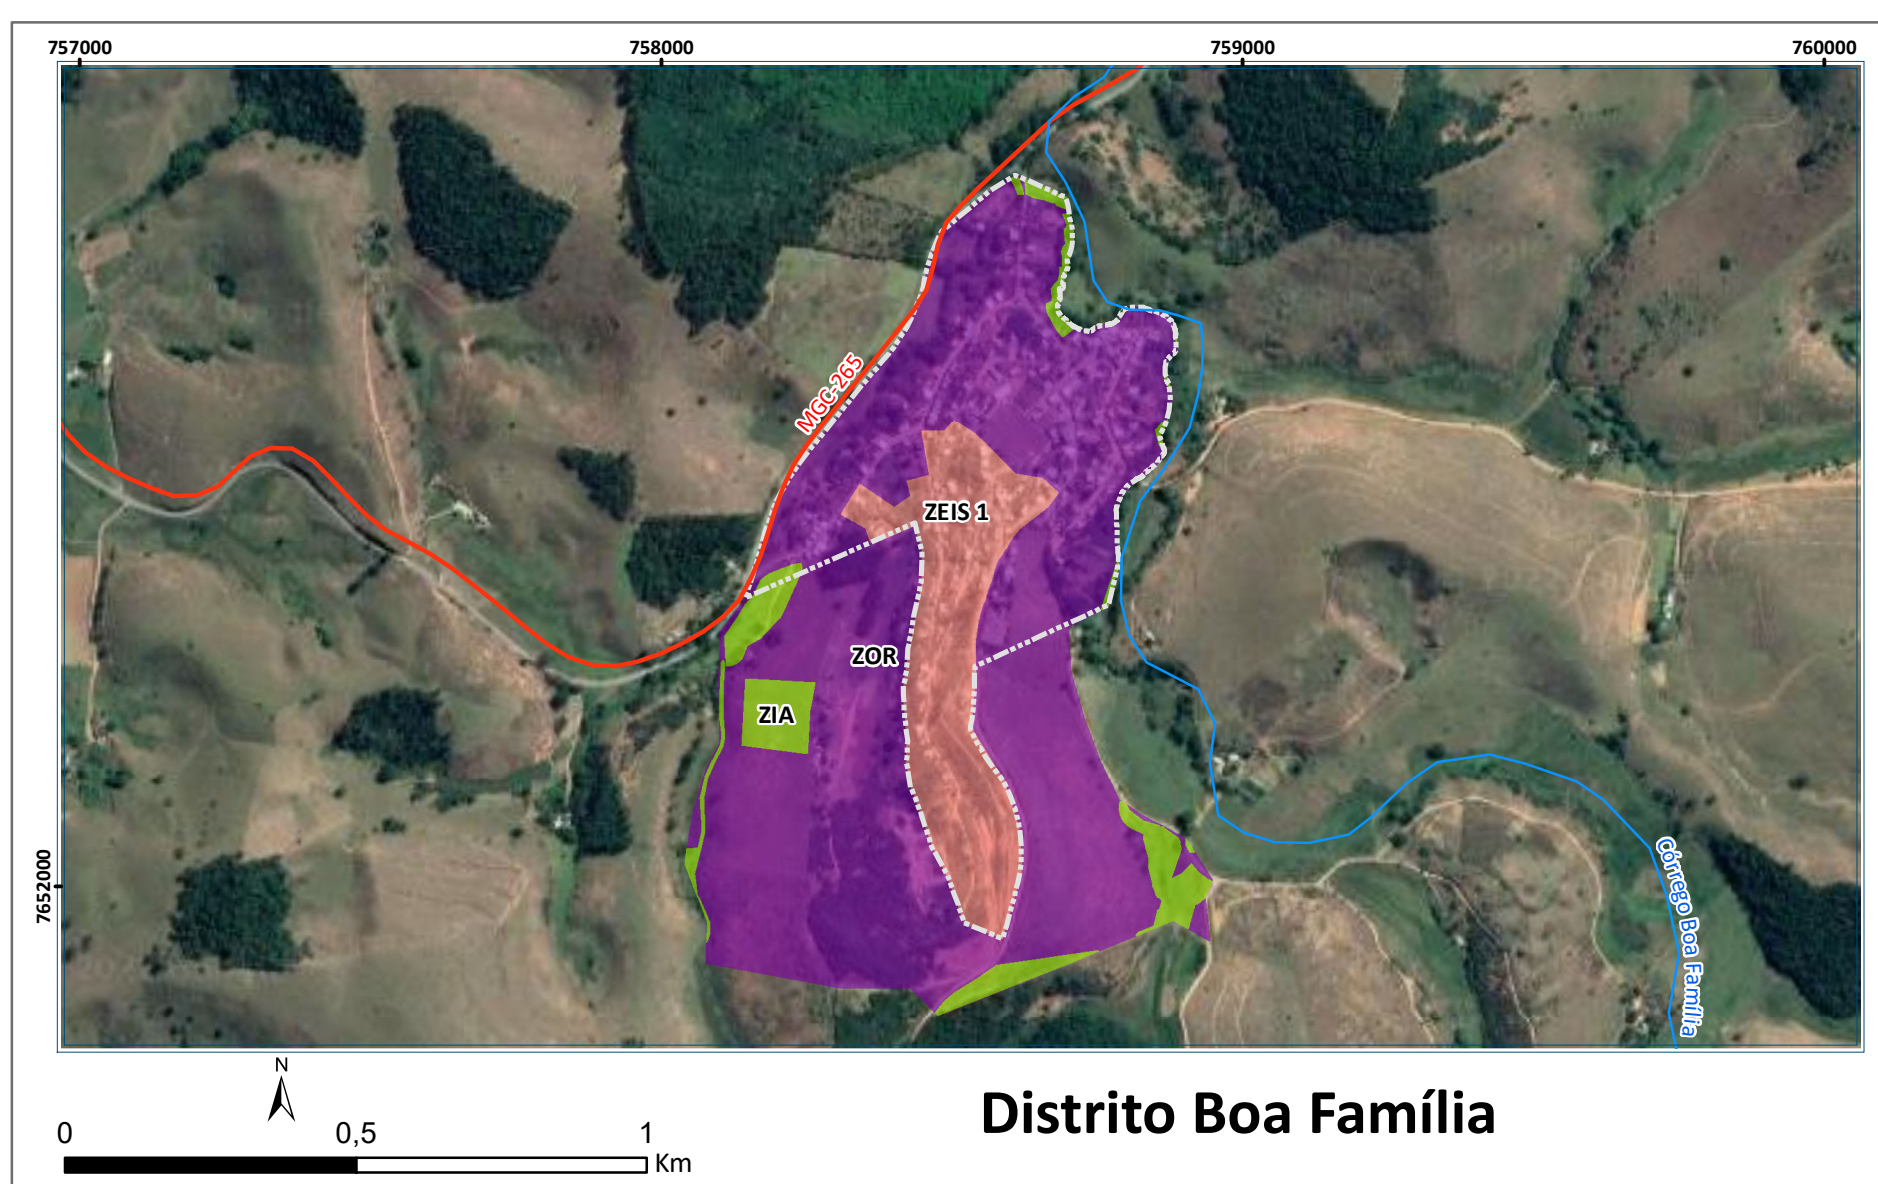 757000
758000
759000
760000
MGC-265
ZEIS 1
ZOR
ZIA
7652000
Córrego Boa Família
N
0
0,5
1
Km
Distrito Boa Família